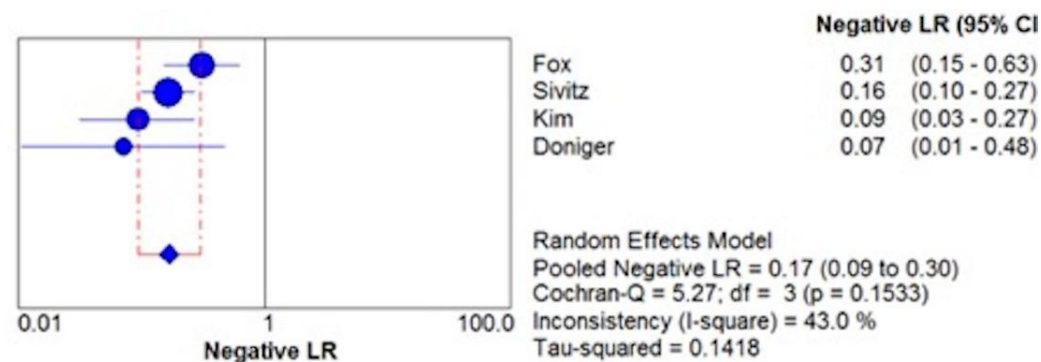 Negative LR (95% CI
Fox 0.31 (0.15 - 0.63)
Sivitz 0.16 (0.10 - 0.27)
Kim 0.09 (0.03 - 0.27)
Doniger 0.07 (0.01 - 0.48)
Random Effects Model
Pooled Negative LR = 0.17 (0.09 to 0.30)
Cochran-Q = 5.27; df = 3 (p = 0.1533)
Inconsistency (I-square) = 43.0 %
Tau-squared = 0.1418
0.01 1 100.0
Negative LR